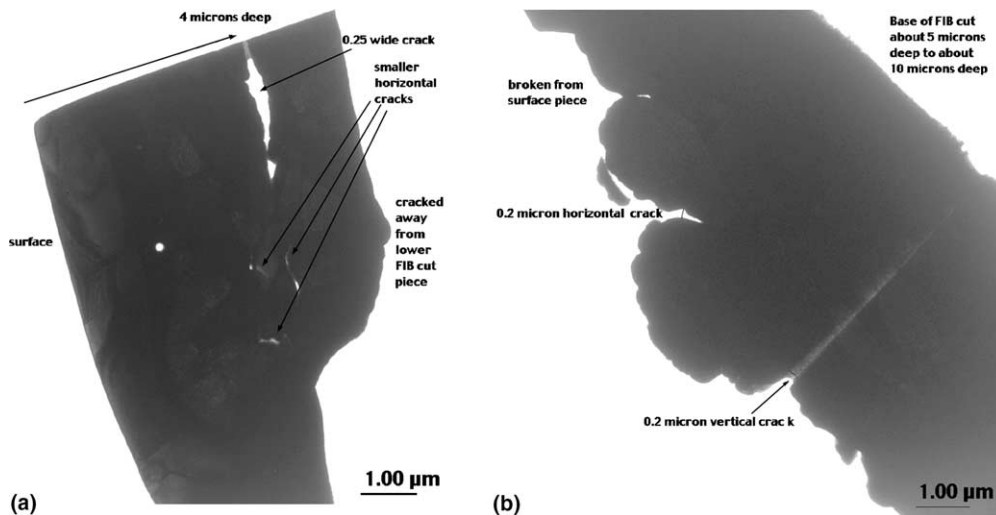 4 microns deep
0.25 wide crack
smaller
horizontal
cracks
surface
cracked
away
from
lower
FIB cut
piece
1.00 µm
(a)
Base of FIB cut
about 5 microns
deep to about
10 microns deep
broken from
surface piece
0.2 micron horizontal crack
0.2 micron vertical crac k
1.00 µm
(b)